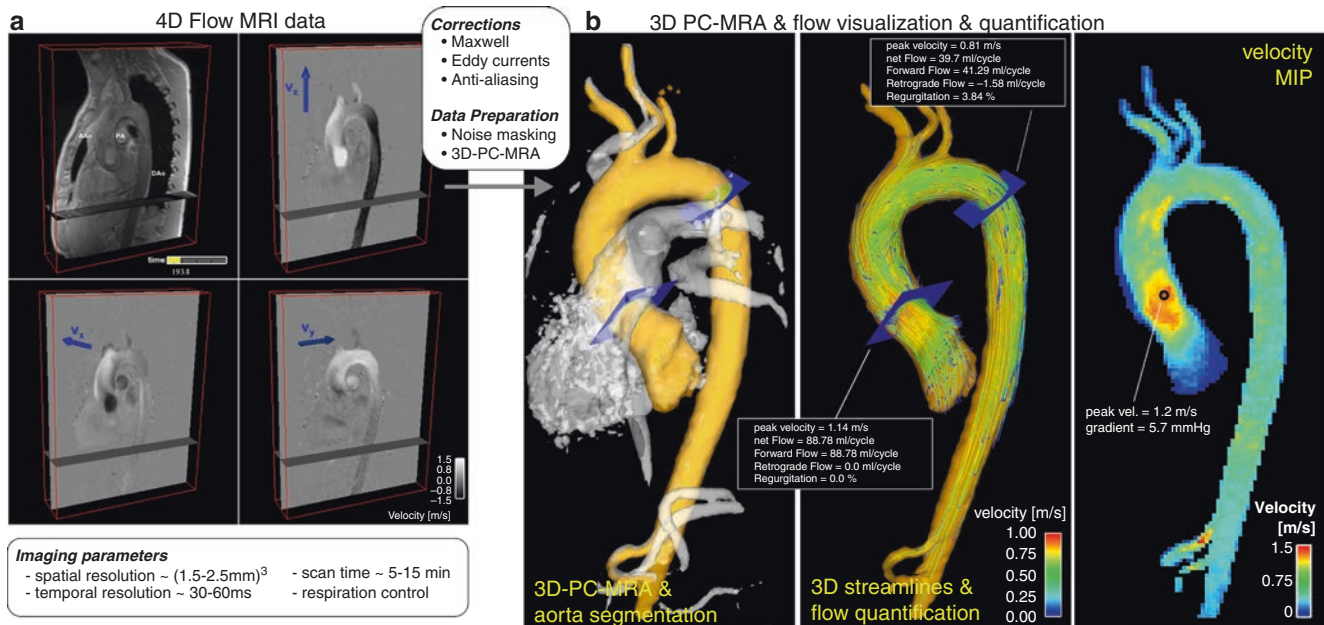 a
4D Flow MRI data
AAo
PA
DAo
time
193.8
vz
vx
vy
1.5
0.0
−0.8
−1.5
Velocity [m/s]
Corrections
• Maxwell
• Eddy currents
• Anti-aliasing
Data Preparation
• Noise masking
• 3D-PC-MRA
Imaging parameters
- spatial resolution ~ (1.5-2.5mm)³
- temporal resolution ~ 30-60ms
- scan time ~ 5-15 min
- respiration control
b
3D PC-MRA & flow visualization & quantification
3D-PC-MRA &
aorta segmentation
peak velocity = 0.81 m/s
net Flow = 39.7 ml/cycle
Forward Flow = 41.29 ml/cycle
Retrograde Flow = −1.58 ml/cycle
Regurgitation = 3.84 %
peak velocity = 1.14 m/s
net Flow = 88.78 ml/cycle
Forward Flow = 88.78 ml/cycle
Retrograde Flow = 0.0 ml/cycle
Regurgitation = 0.0 %
velocity [m/s]
1.00
0.75
0.50
0.25
0.00
3D streamlines &
flow quantification
velocity
MIP
peak vel. = 1.2 m/s
gradient = 5.7 mmHg
Velocity
[m/s]
1.5
0.75
0